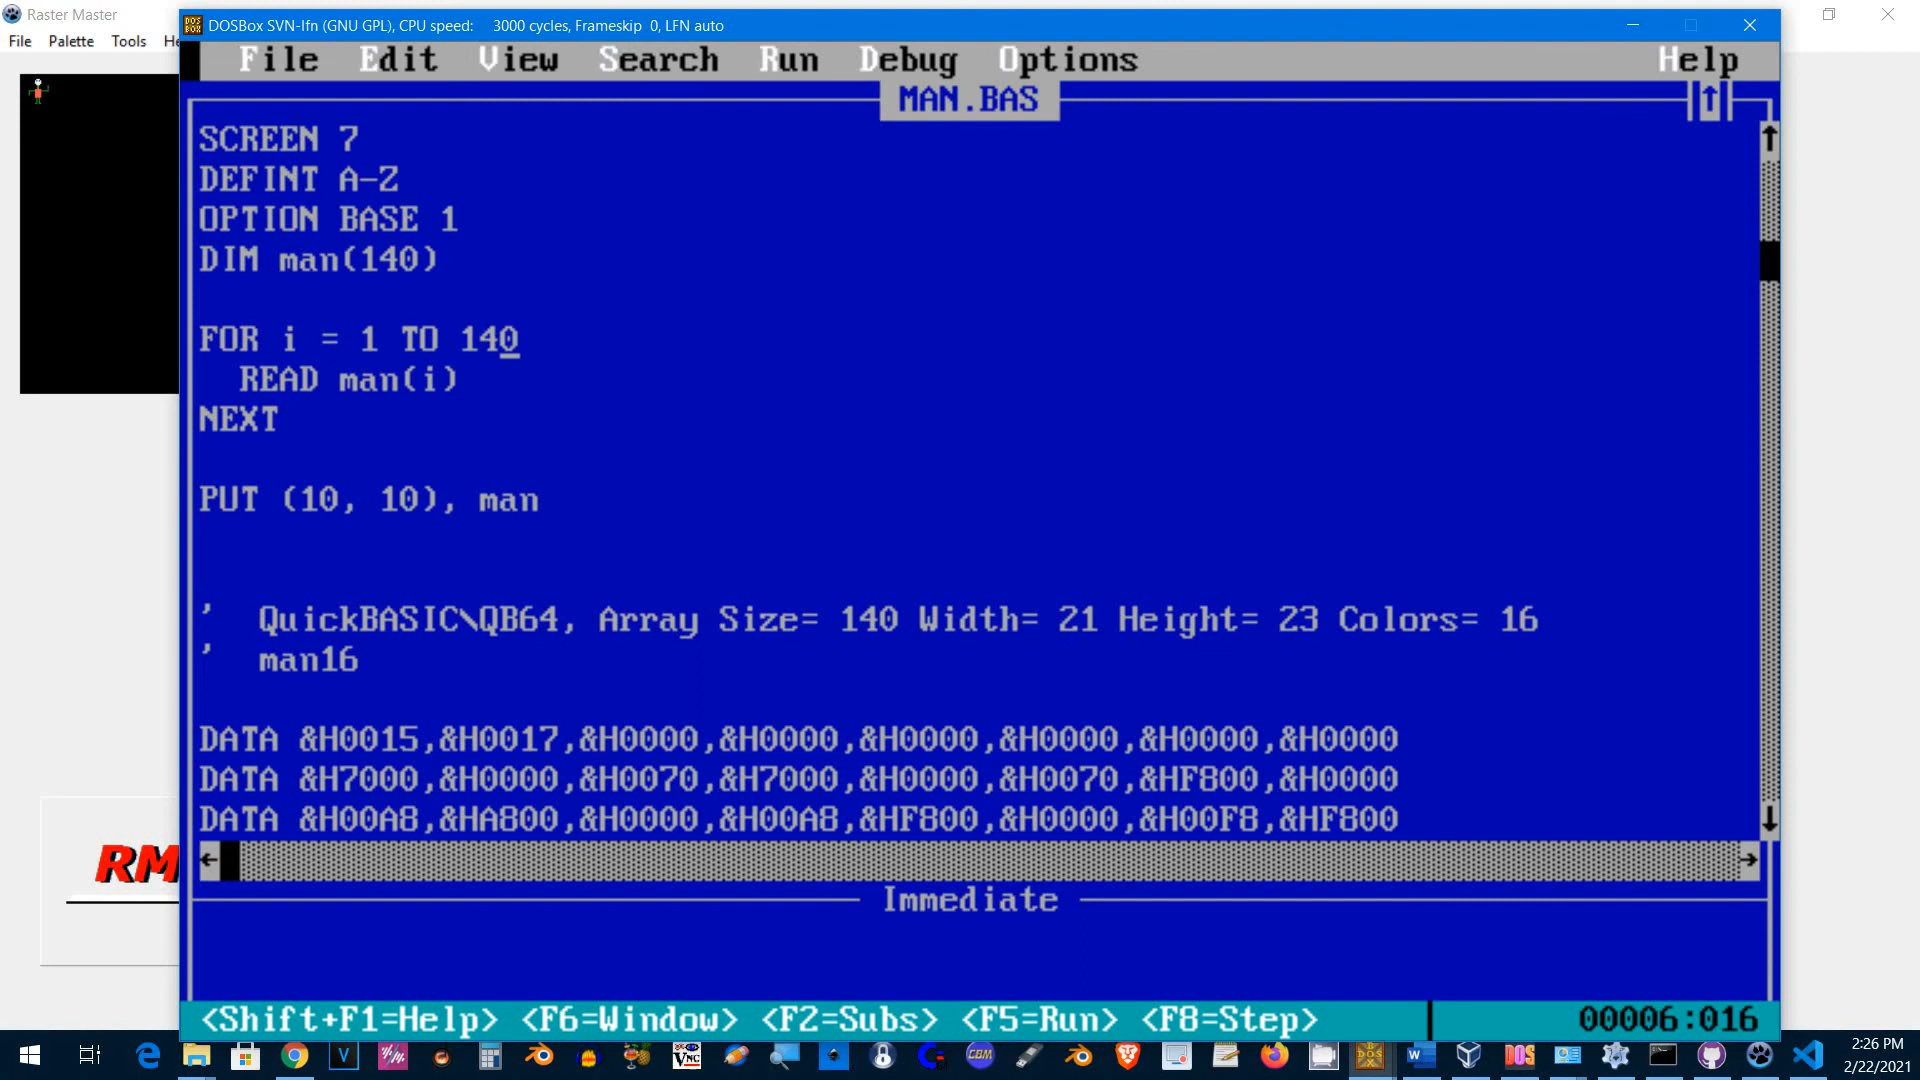 Raster Master
File Palette Tools He
DOSBox SVN-lfn (GNU GPL), CPU speed: 3000 cycles, Frameskip 0, LFN auto
File Edit View Search Run Debug Options Help
MAN.BAS
SCREEN 7
DEFINT A-Z
OPTION BASE 1
DIM man(140)
FOR i = 1 TO 140
READ man(i)
NEXT
PUT (10, 10), man
' QuickBASIC\QB64, Array Size= 140 Width= 21 Height= 23 Colors= 16
' man16
DATA &H0015,&H0017,&H0000,&H0000,&H0000,&H0000,&H0000,&H0000
DATA &H7000,&H0000,&H0070,&H7000,&H0000,&H0070,&HF800,&H0000
DATA &H00A8,&HA800,&H0000,&H00A8,&HF800,&H0000,&H00F8,&HF800
RM
Immediate
<Shift+F1=Help> <F6=Window> <F2=Subs> <F5=Run> <F8=Step> 00006:016
2:26 PM
2/22/2021